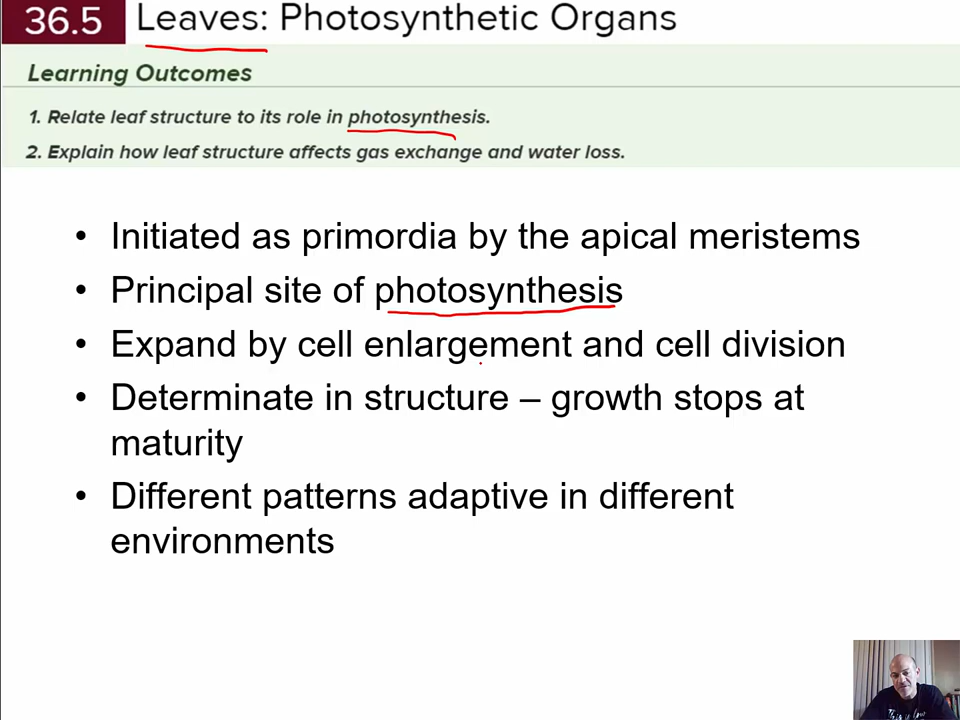 36.5 Leaves: Photosynthetic Organs
Learning Outcomes
1. Relate leaf structure to its role in photosynthesis.
2. Explain how leaf structure affects gas exchange and water loss.
• Initiated as primordia by the apical meristems
• Principal site of photosynthesis
• Expand by cell enlargement and cell division
• Determinate in structure – growth stops at
maturity
• Different patterns adaptive in different
environments